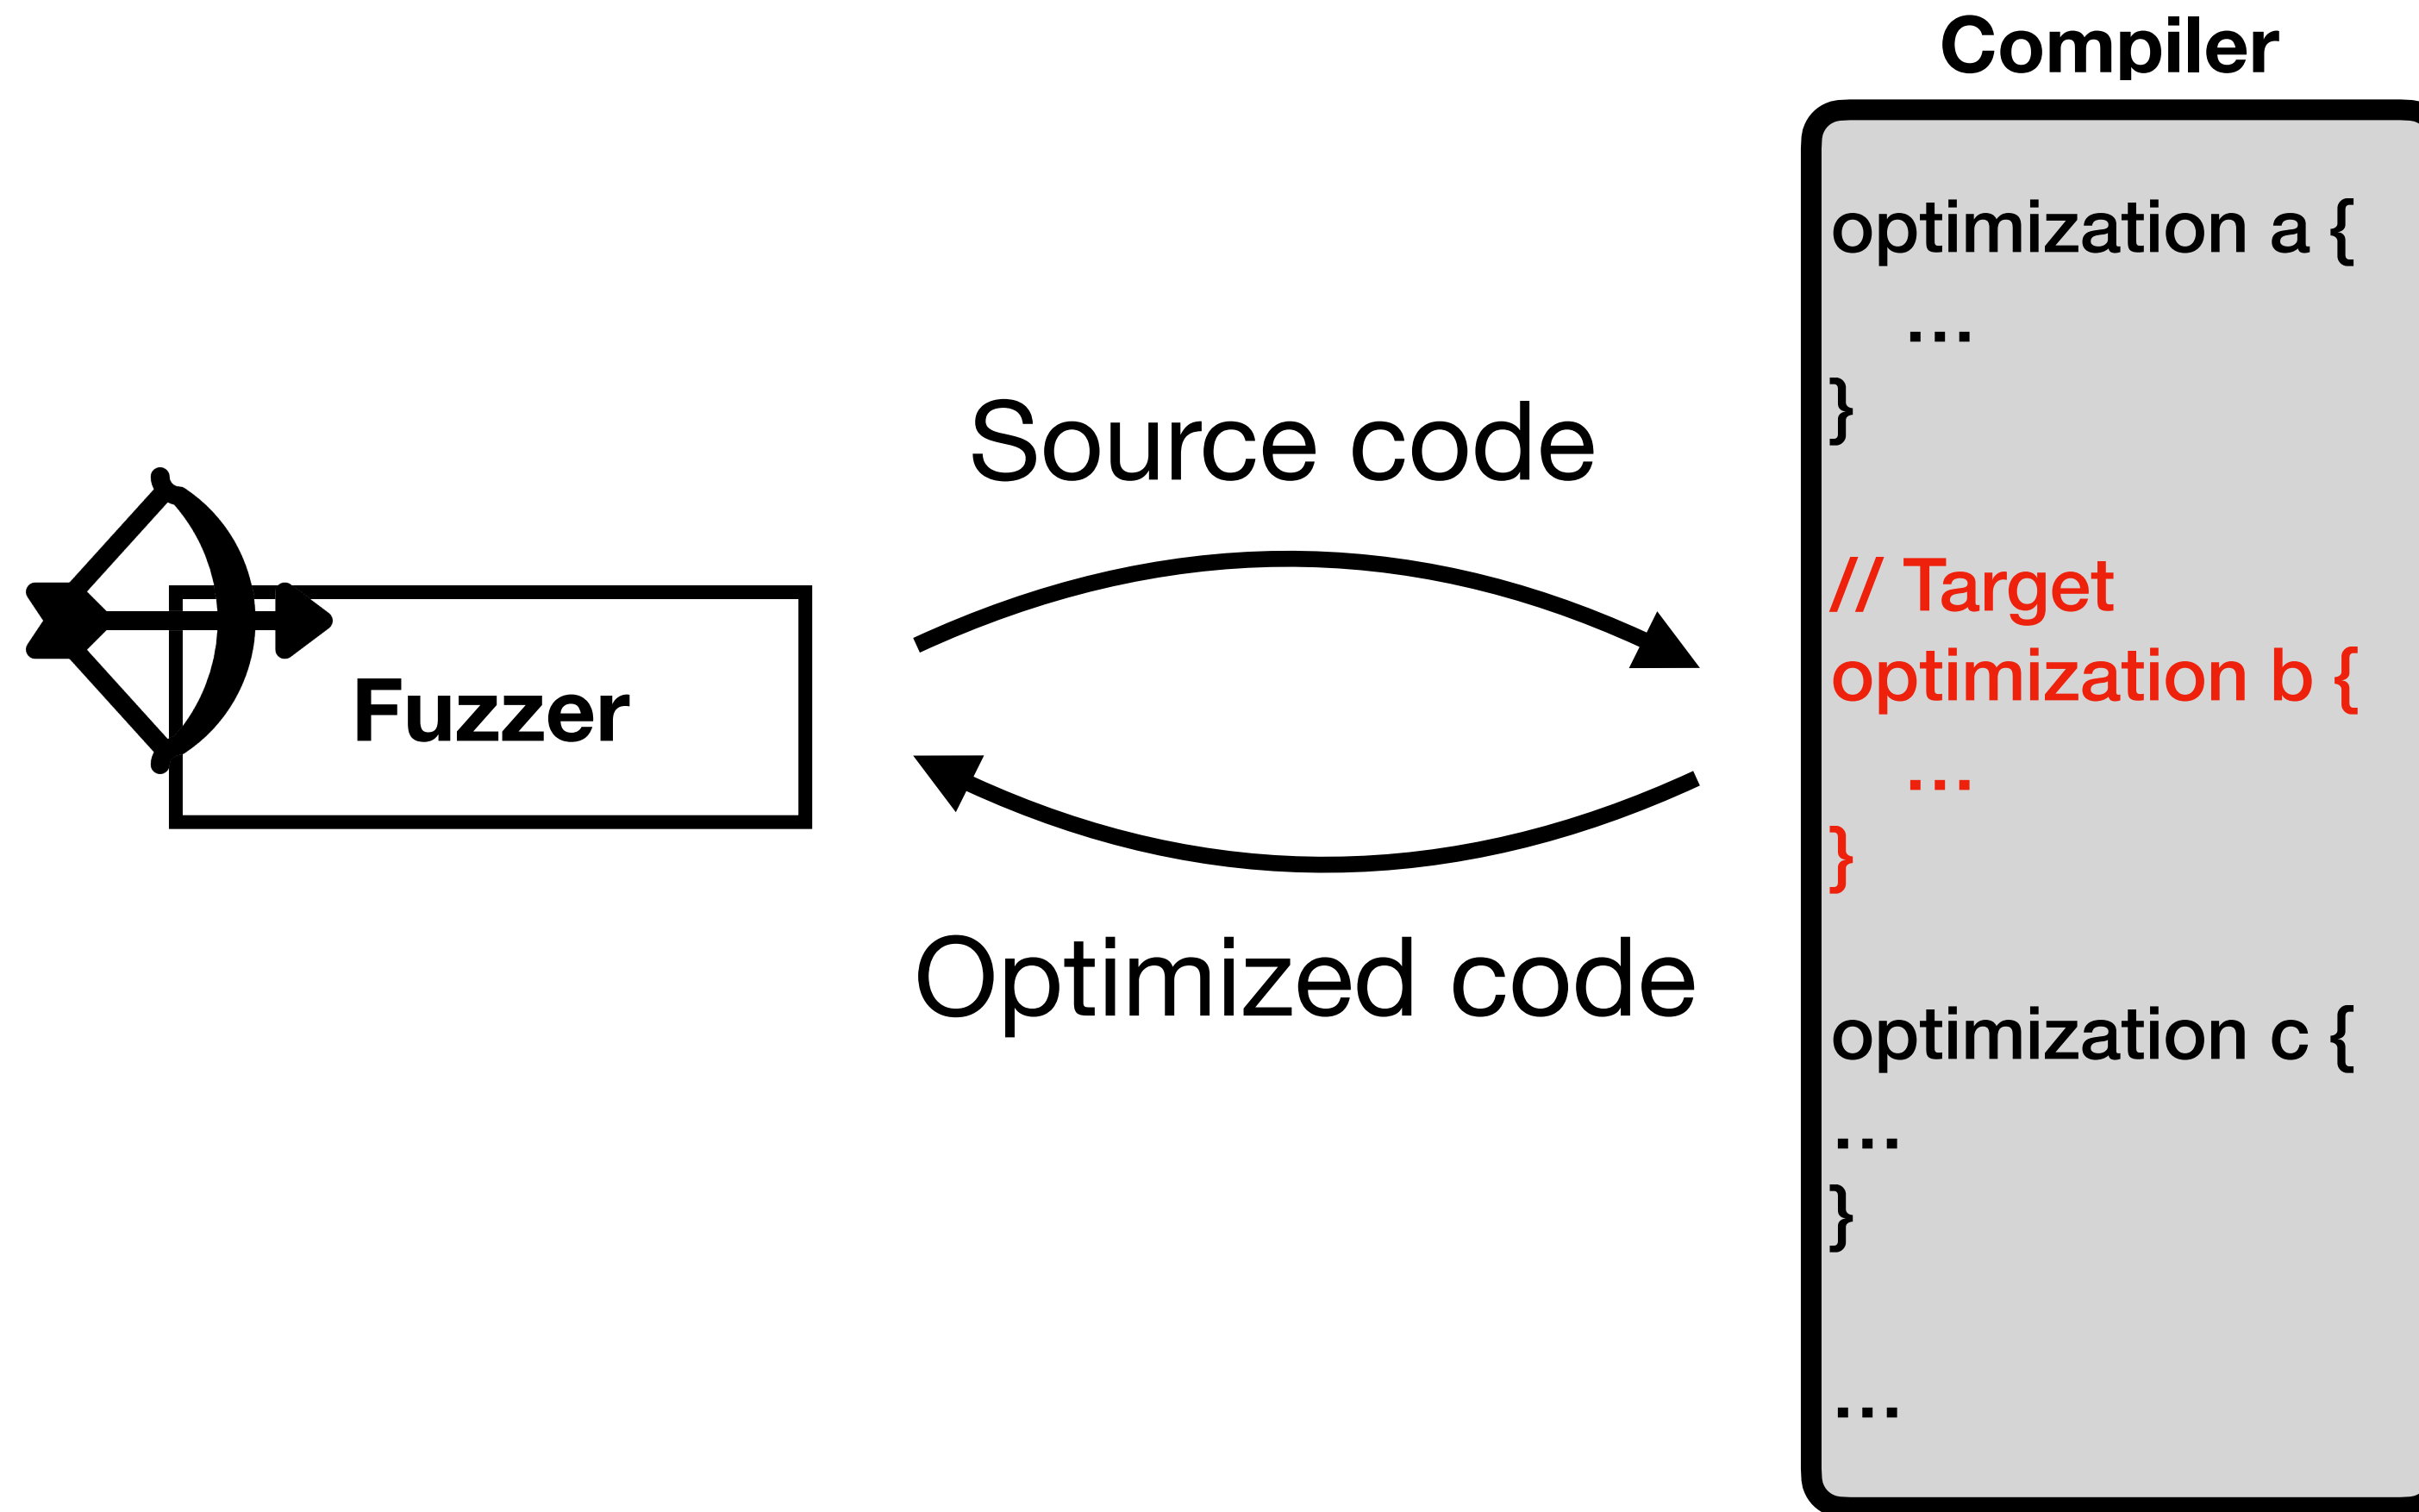 Compiler
optimization a {
...
}
Source code
// Target
optimization b {
Fuzzer
...
}
Optimized code
optimization c {
...
}
...